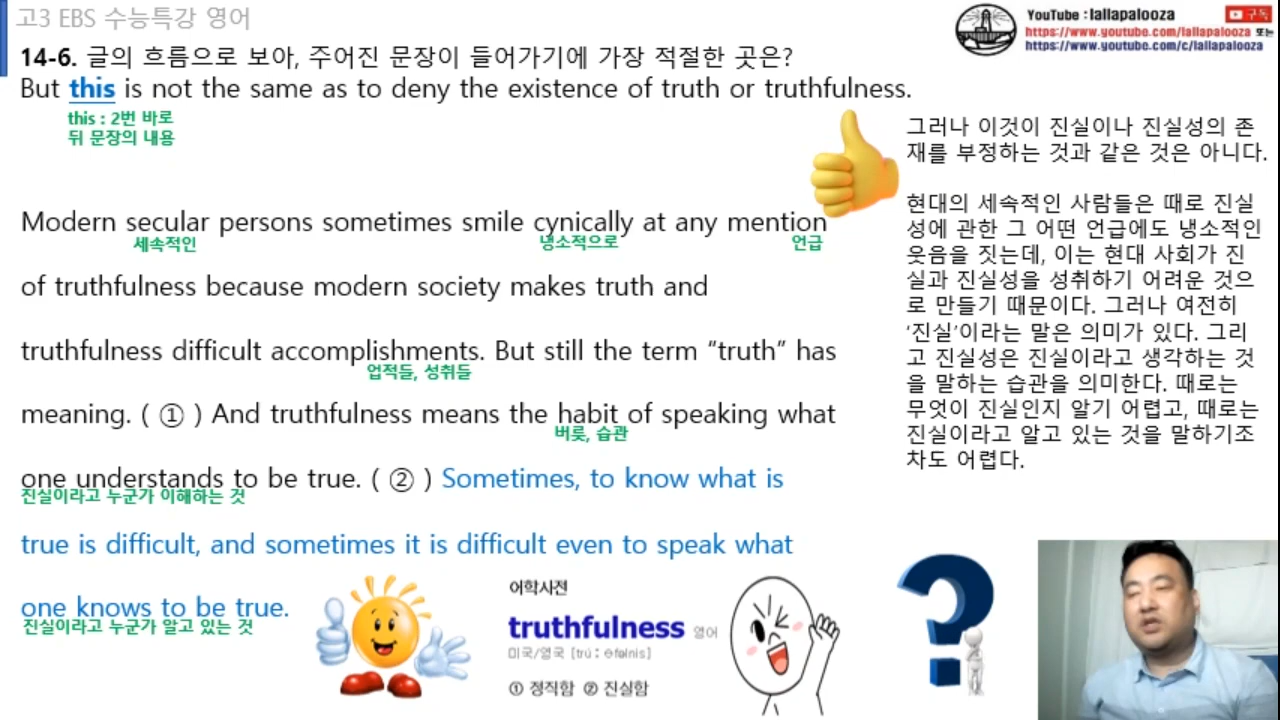 고3 EBS 수능특강 영어
YouTube : lallapalooza
구독
https://www.youtube.com/lallapalooza 또는
https://www.youtube.com/c/lallapalooza
14-6. 글의 흐름으로 보아, 주어진 문장이 들어가기에 가장 적절한 곳은?
But this is not the same as to deny the existence of truth or truthfulness.
this : 2번 바로
뒤 문장의 내용
그러나 이것이 진실이나 진실성의 존
재를 부정하는 것과 같은 것은 아니다.
Modern secular persons sometimes smile cynically at any mention
세속적인 냉소적으로 언급
of truthfulness because modern society makes truth and
truthfulness difficult accomplishments. But still the term “truth” has
업적들, 성취들
meaning. ( ① ) And truthfulness means the habit of speaking what
버릇, 습관
one understands to be true. ( ② ) Sometimes, to know what is
진실이라고 누군가 이해하는 것
true is difficult, and sometimes it is difficult even to speak what
one knows to be true.
진실이라고 누군가 알고 있는 것
현대의 세속적인 사람들은 때로 진실
성에 관한 그 어떤 언급에도 냉소적인
웃음을 짓는데, 이는 현대 사회가 진
실과 진실성을 성취하기 어려운 것으
로 만들기 때문이다. 그러나 여전히
‘진실’이라는 말은 의미가 있다. 그리
고 진실성은 진실이라고 생각하는 것
을 말하는 습관을 의미한다. 때로는
무엇이 진실인지 알기 어렵고, 때로는
진실이라고 알고 있는 것을 말하기조
차도 어렵다.
어학사전
truthfulness 영어
미국/영국 [trú:θfəlnis]
① 정직함 ② 진실함